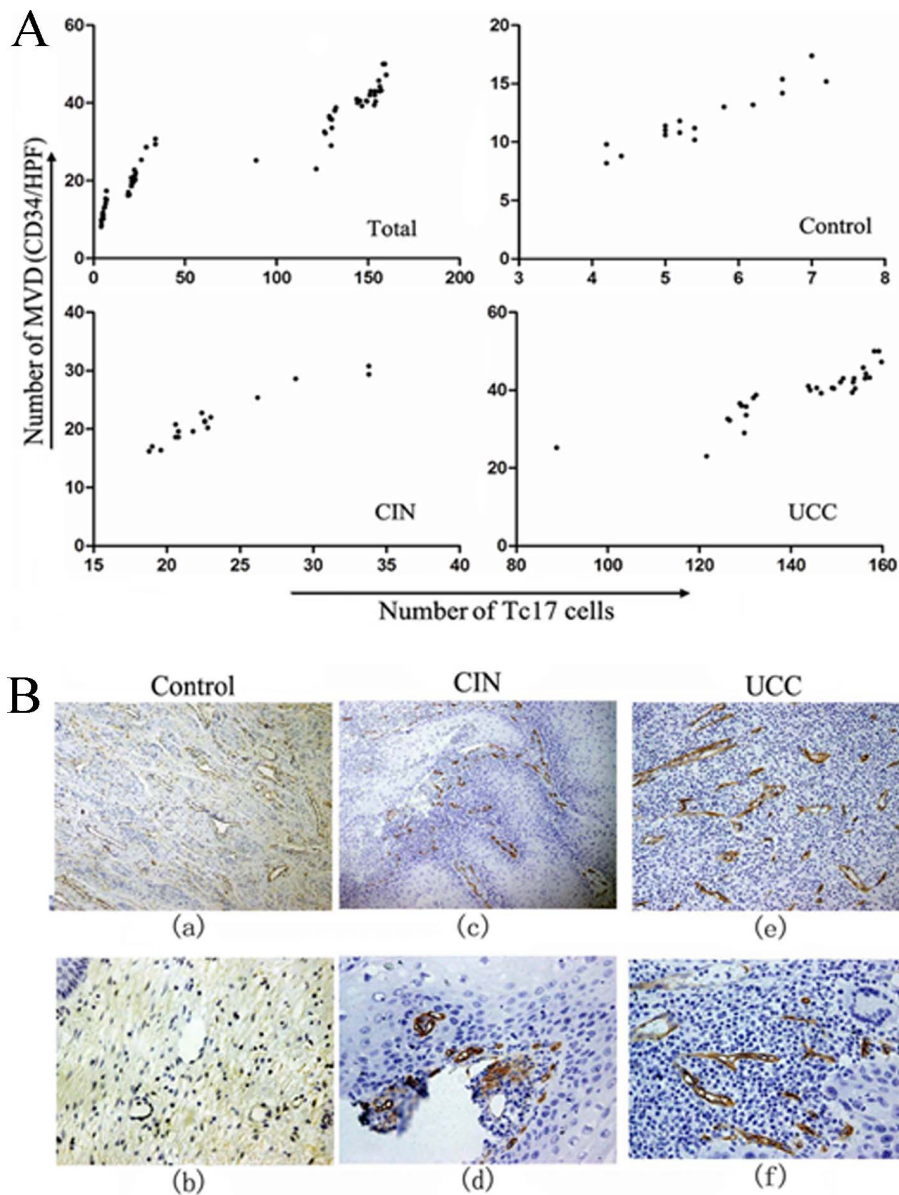 A
Number of MVD (CD34/HPF)
60
40
20
0
0 50 100 150 200
Total
20
15
10
5
0
3 4 5 6 7 8
Control
40
30
20
10
0
15 20 25 30 35 40
CIN
60
40
20
0
80 100 120 140 160
UCC
Number of Tc17 cells
B
Control CIN UCC
(a) (c) (e)
(b) (d) (f)